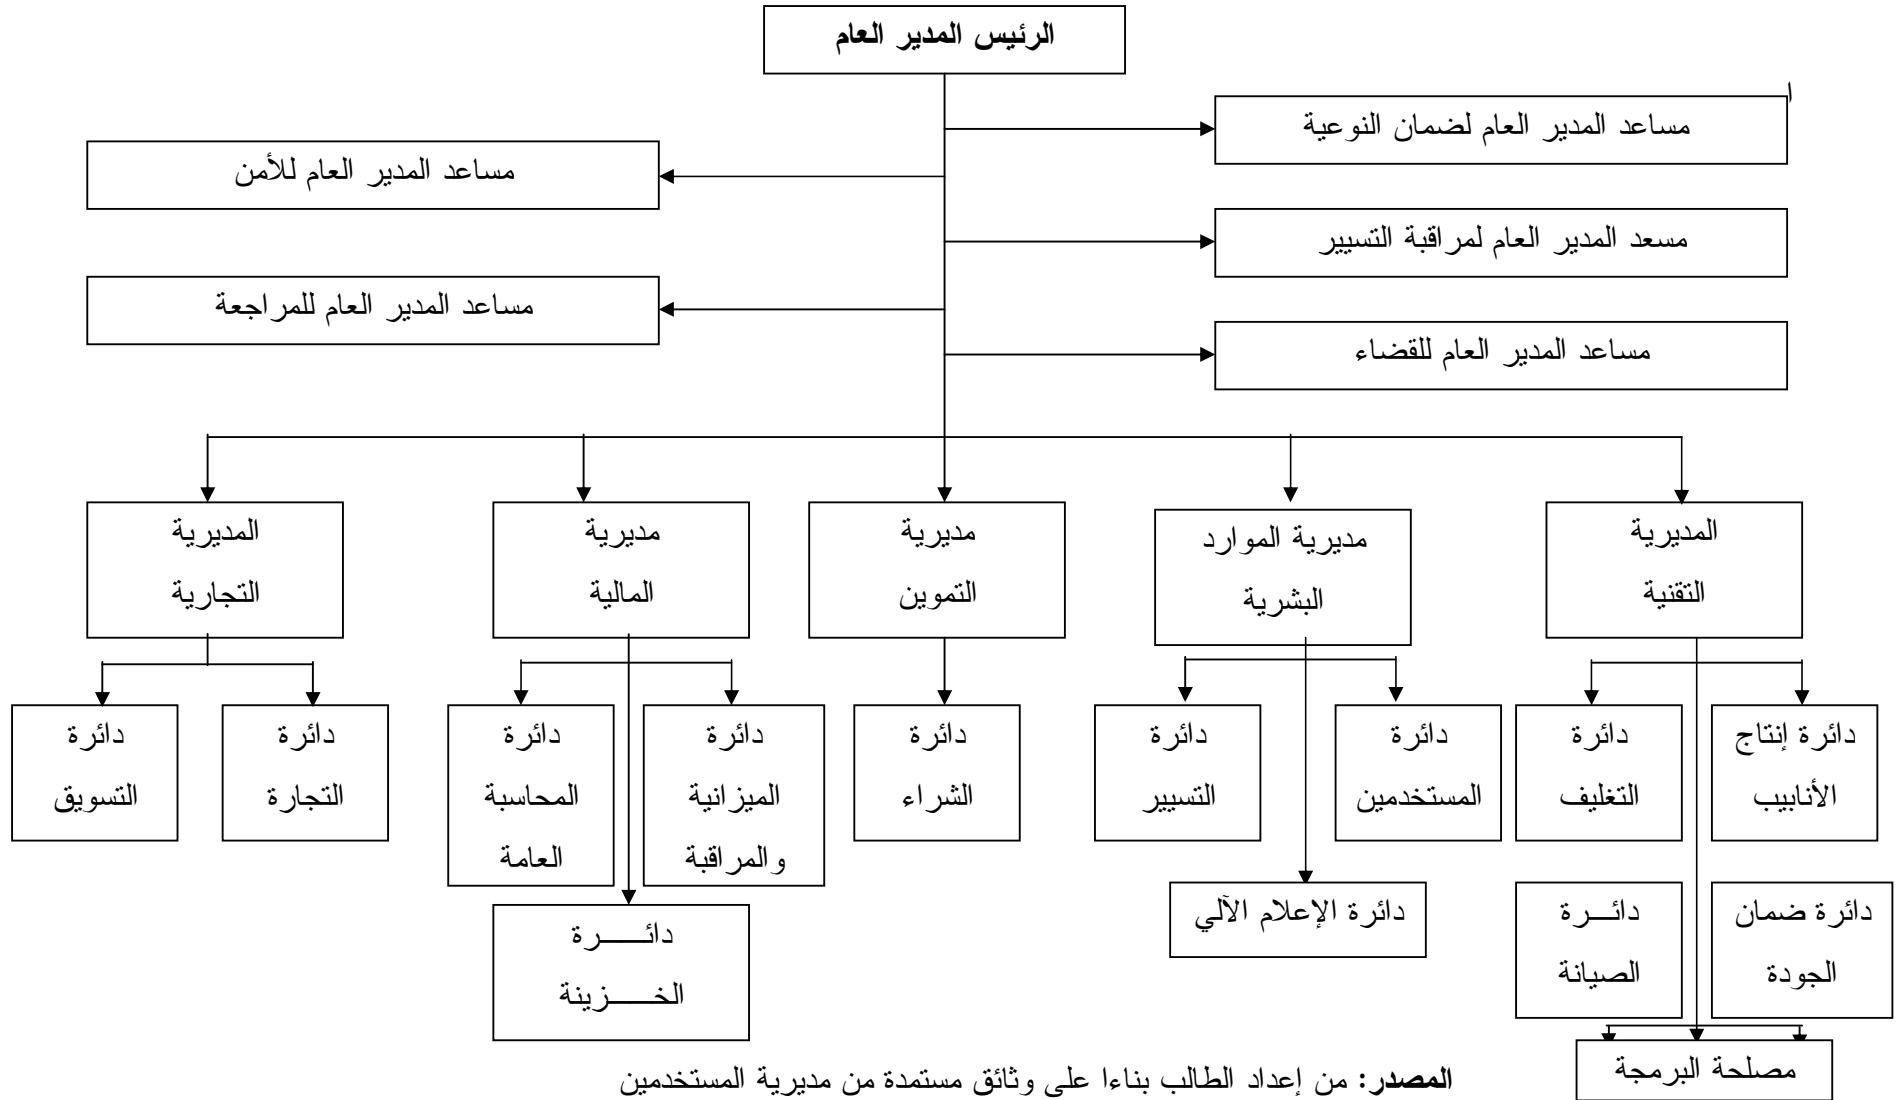 الرئيس المدير العام
مساعد المدير العام لضمان النوعية
مساعد المدير العام للأمن
مسعد المدير العام لمراقبة التسيير
مساعد المدير العام للمراجعة
مساعد المدير العام للقضاء
المديرية
التقنية
مديرية الموارد
البشرية
مديرية
التموين
مديرية
المالية
المديرية
التجارية
دائرة إنتاج
الأنابيب
دائرة
التغليف
دائرة
المستخدمين
دائرة
التسيير
دائرة
الشراء
دائرة
الميزانية
والمراقبة
دائرة
المحاسبة
العامة
دائرة
التجارة
دائرة
التسويق
دائرة ضمان
الجودة
دائـــرة
الصيانة
دائرة الإعلام الآلي
دائـــــرة
الخـــــزينة
مصلحة البرمجة
المصدر: من إعداد الطالب بناءا على وثائق مستمدة من مديرية المستخدمين